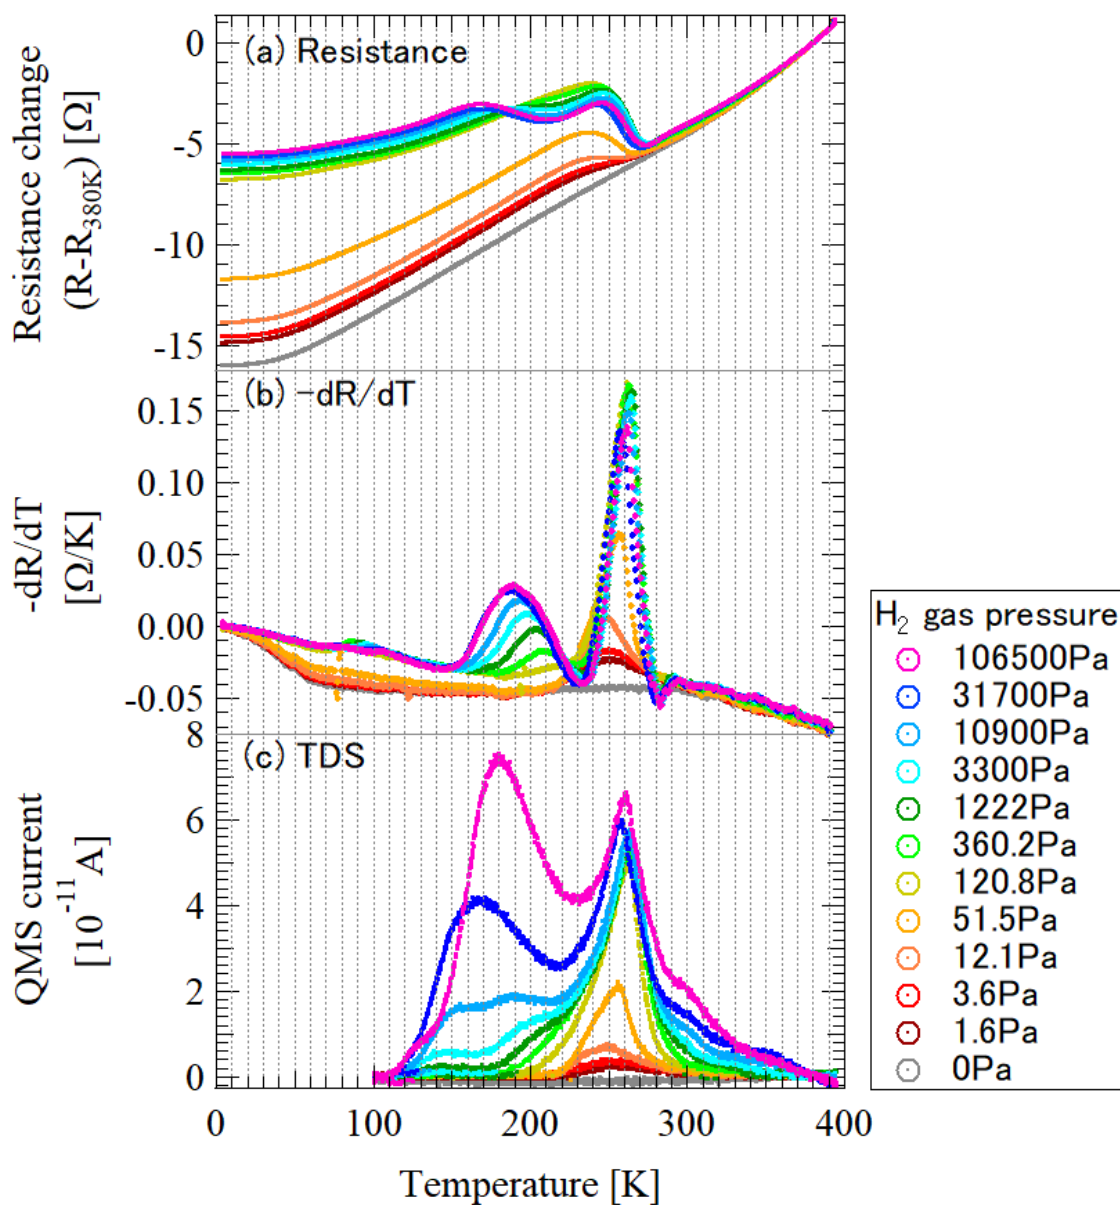 (a) Resistance
Resistance change
(R-R380K) [Ω]
0
-5
-10
-15
(b) -dR/dT
-dR/dT
[Ω/K]
0.15
0.10
0.05
0.00
-0.05
(c) TDS
QMS current
[10-11A]
8
6
4
2
0
0 100 200 300 400
Temperature [K]
H2 gas pressure
106500Pa
31700Pa
10900Pa
3300Pa
1222Pa
360.2Pa
120.8Pa
51.5Pa
12.1Pa
3.6Pa
1.6Pa
0Pa